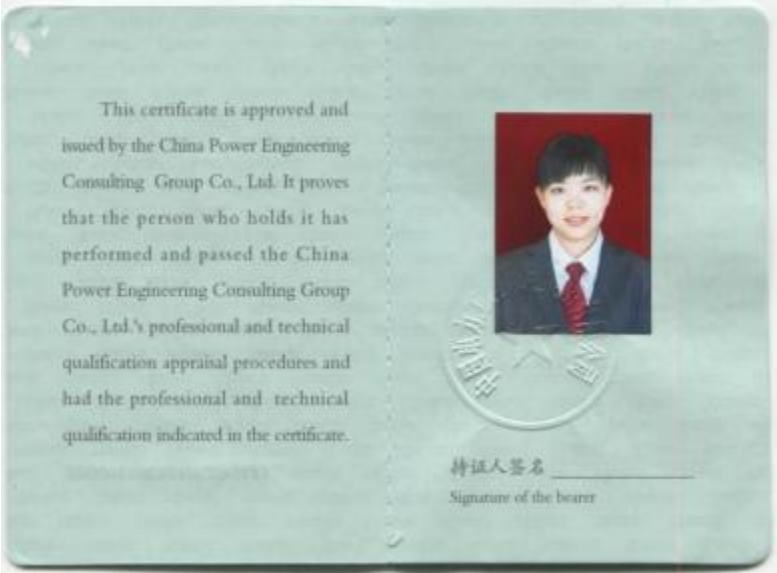 This certificate is approved and
issued by the China Power Engineering
Consulting Group Co., Ltd. It proves
that the person who holds it has
performed and passed the China
Power Engineering Consulting Group
Co., Ltd.'s professional and technical
qualification appraisal procedures and
had the professional and technical
qualification indicated in the certificate.
持证人签名
Signature of the bearer